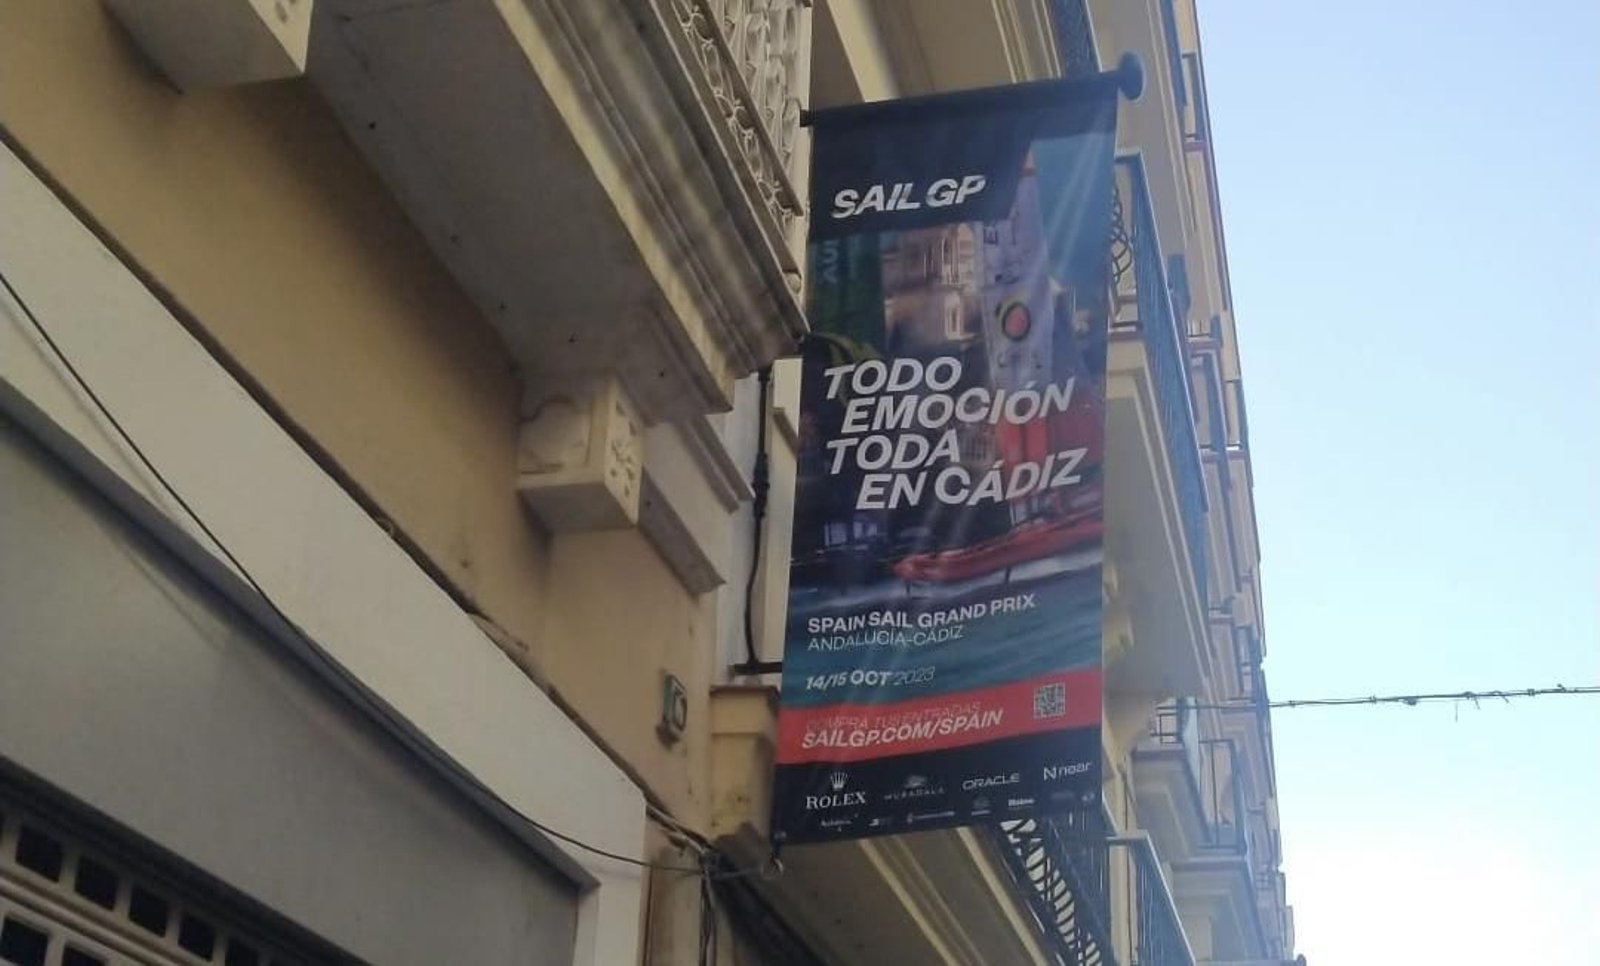 SAIL GP
TODO
EMOCIÓN
TODA
EN CÁDIZ
SPAIN SAIL GRAND PRIX
ANDALUCÍA-CÁDIZ
14/15 OCT 2023
COMPRA TUS ENTRADAS
SAILGP.COM/SPAIN
ROLEX
MUBADALA
ORACLE
near